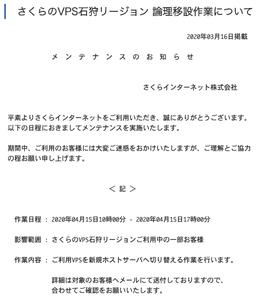 さくらのVPS石狩リージョン 論理移設作業について
2020年03月16日掲載
メ ン テ ナ ン ス の お 知 ら せ
さくらインターネット株式会社
平素よりさくらインターネットをご利用いただき、誠にありがとうございます。
以下の日程におきましてメンテナンスを実施いたします。
期間中、ご利用のお客様には大変ご迷惑をおかけいたしますが、ご理解とご協力
の程お願い申し上げます。
＜ 記 ＞
作業日程 : 2020年04月15日10時00分 - 2020年04月15日17時00分
影響範囲 : さくらのVPS石狩リージョンご利用中の一部お客様
作業内容 : ご利用VPSを新規ホストサーバへ切り替える作業を行います。
詳細は対象のお客様へメールにて送付しておりますので、
合わせてご確認をお願いいたします。